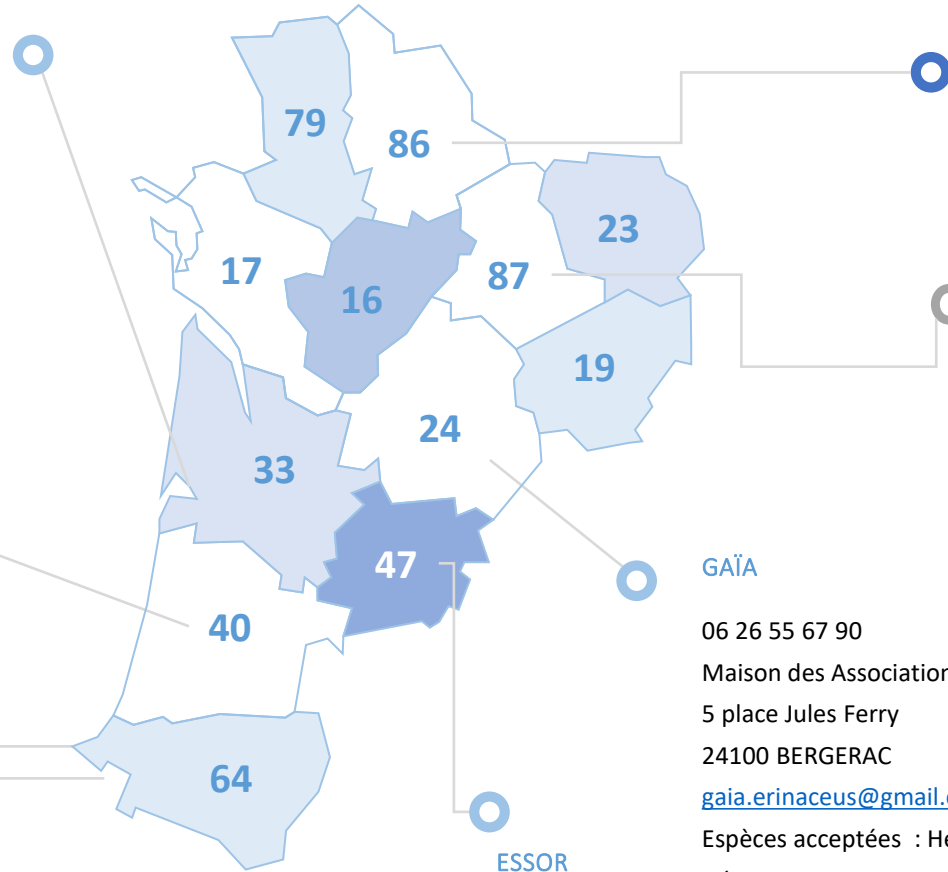 79
86
23
17
87
16
19
24
33
47
40
64
GAÏA
06 26 55 67 90
Maison des Association
5 place Jules Ferry
24100 BERGERAC
gaia.erinaceus@gmail.
Espèces acceptées : He
ESSOR